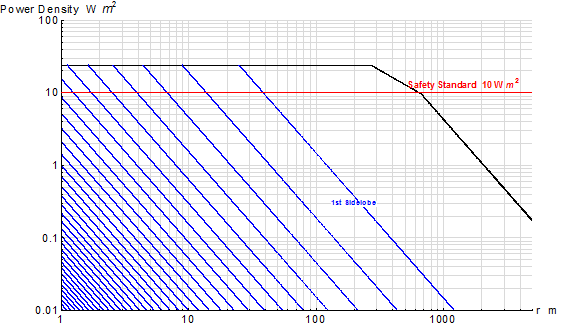 Power Density W m²
100
Safety Standard 10 W m²
10
1
1st Sidelobe
0.1
0.01
r m
1 10 100 1000